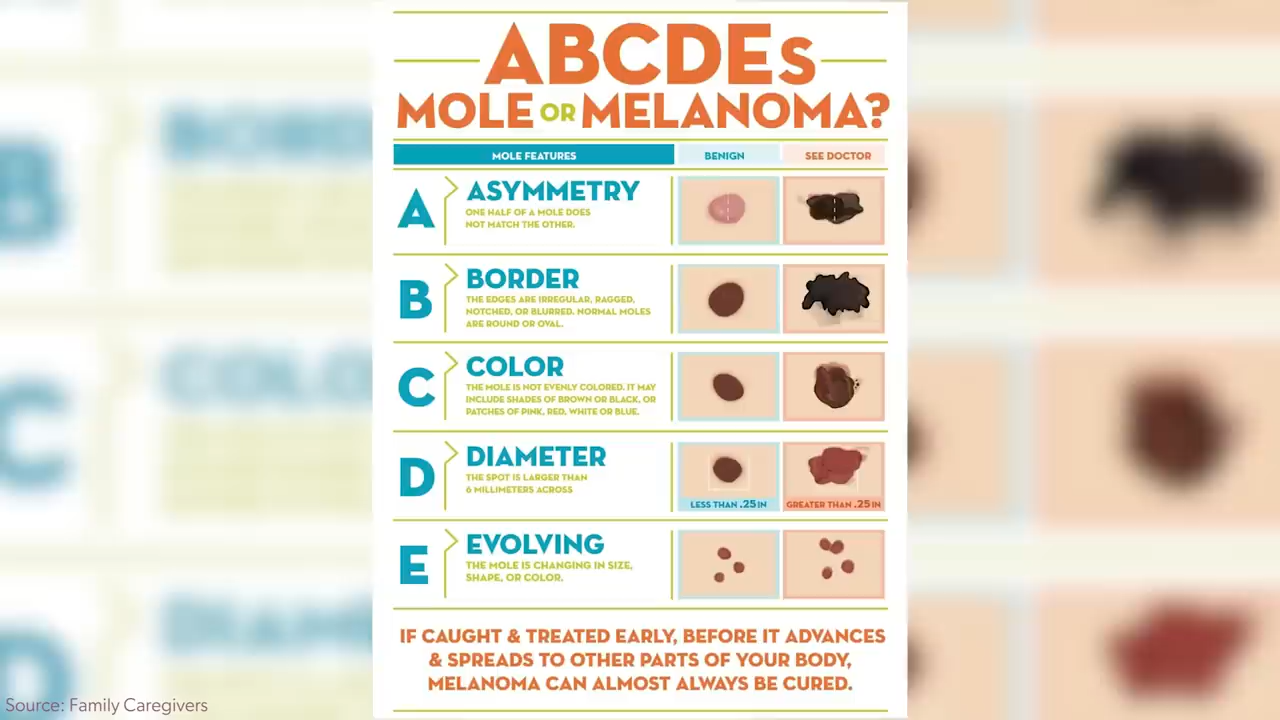 ABCDEs
MOLE OR MELANOMA?
MOLE FEATURES
BENIGN
SEE DOCTOR
A
ASYMMETRY
ONE HALF OF A MOLE DOES
NOT MATCH THE OTHER.
B
BORDER
THE EDGES ARE IRREGULAR, RAGGED,
NOTCHED, OR BLURRED. NORMAL MOLES
ARE ROUND OR OVAL.
C
COLOR
THE MOLE IS NOT EVENLY COLORED. IT MAY
INCLUDE SHADES OF BROWN OR BLACK, OR
PATCHES OF PINK, RED, WHITE OR BLUE.
D
DIAMETER
THE SPOT IS LARGER THAN
6 MILLIMETERS ACROSS
LESS THAN .25 IN
GREATER THAN .25 IN
E
EVOLVING
THE MOLE IS CHANGING IN SIZE,
SHAPE, OR COLOR.
IF CAUGHT & TREATED EARLY, BEFORE IT ADVANCES
& SPREADS TO OTHER PARTS OF YOUR BODY,
MELANOMA CAN ALMOST ALWAYS BE CURED.
Source: Family Caregivers